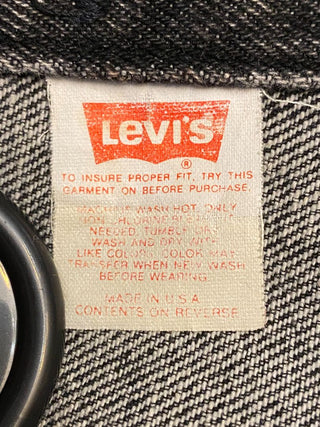 LEVI'S
®
TO INSURE PROPER FIT, TRY THIS
GARMENT ON BEFORE PURCHASE.
MACHINE WASH HOT. ONLY
NON-CHLORINE BLEACH IF
NEEDED. TUMBLE DRY.
WASH AND DRY WITH
LIKE COLORS. COLOR MAY
TRANSFER WHEN NEW. WASH
BEFORE WEARING.
MADE IN U.S.A.
CONTENTS ON REVERSE